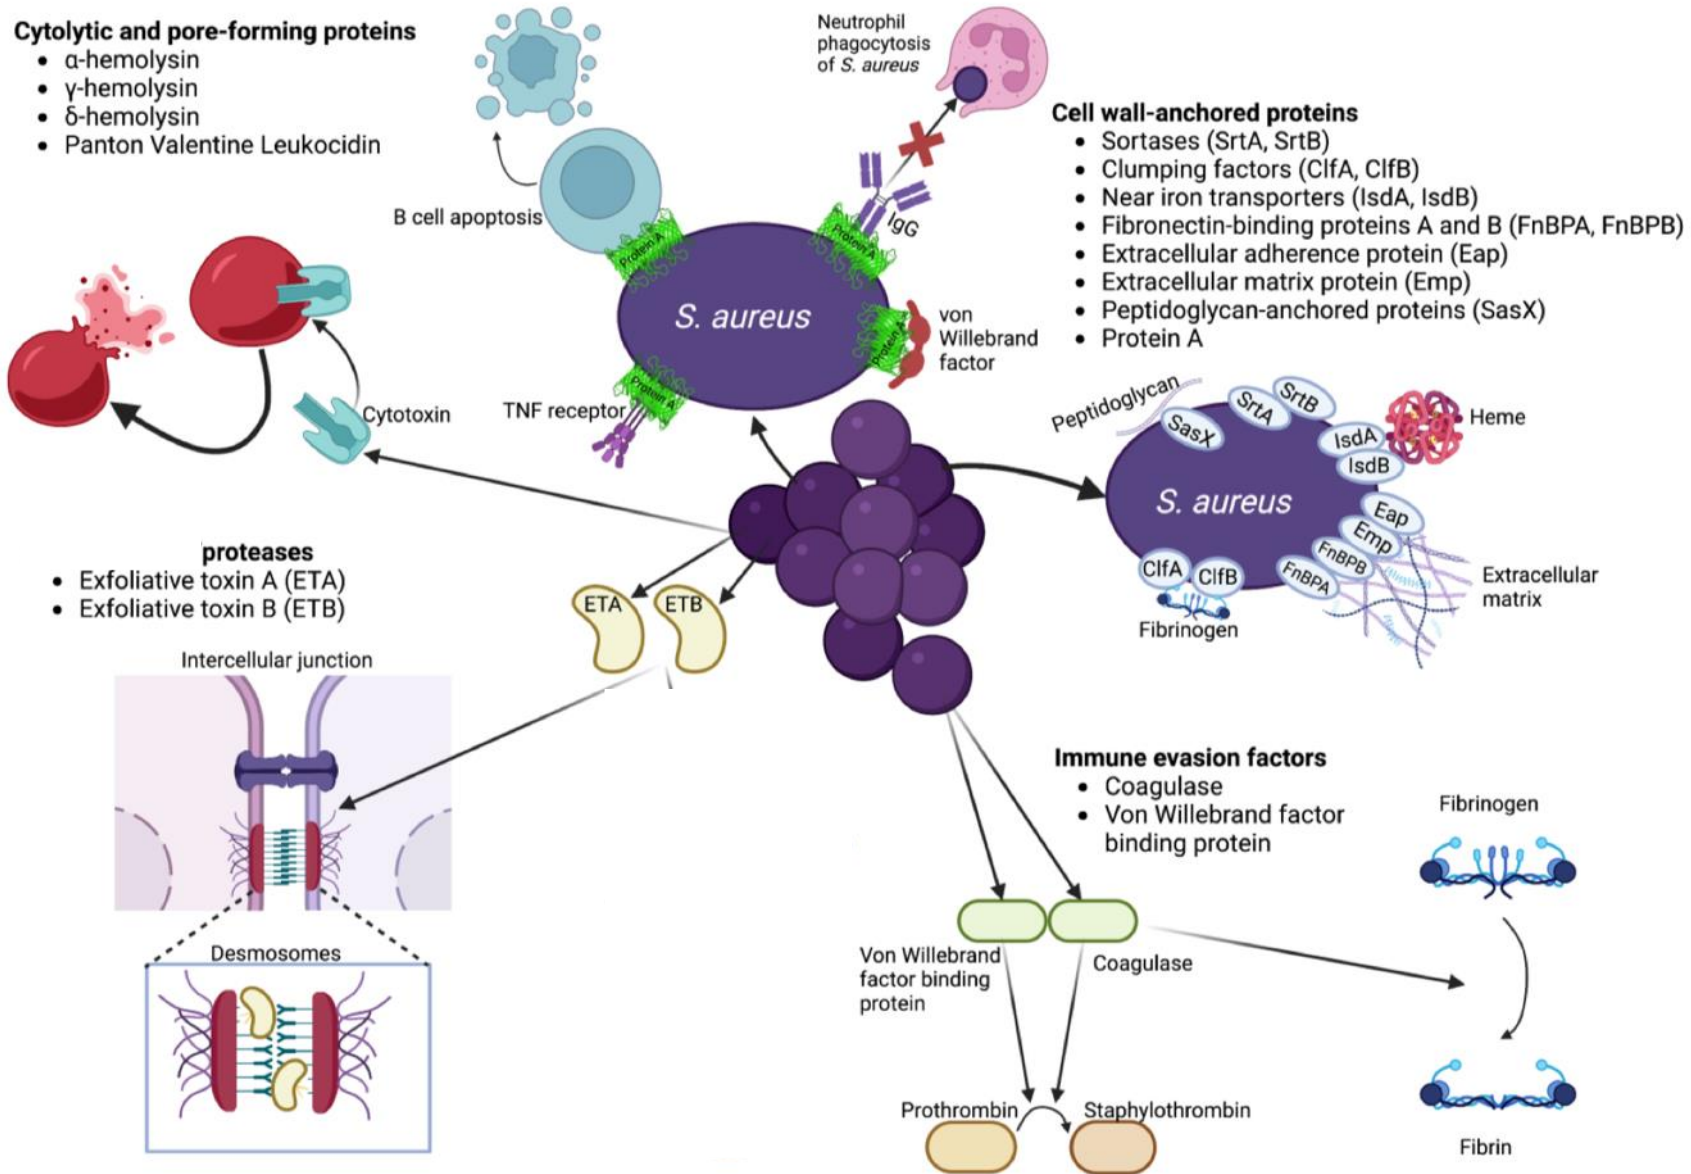 Cytolytic and pore-forming proteins
• α-hemolysin
• γ-hemolysin
• δ-hemolysin
• Panton Valentine Leukocidin
Neutrophil
phagocytosis
of S. aureus
Cell wall-anchored proteins
• Sortases (SrtA, SrtB)
• Clumping factors (ClfA, ClfB)
• Near iron transporters (IsdA, IsdB)
• Fibronectin-binding proteins A and B (FnBPA, FnBPB)
• Extracellular adherence protein (Eap)
• Extracellular matrix protein (Emp)
• Peptidoglycan-anchored proteins (SasX)
• Protein A
B cell apoptosis
Protein A
Protein A
IgG
S. aureus
Protein A
von
Willebrand
factor
TNF receptor
Protein A
Cytotoxin
Peptidoglycan
SasX
SrtA
SrtB
IsdA
IsdB
Heme
S. aureus
Eap
Emp
FnBPB
FnBPA
ClfA
ClfB
Fibrinogen
Extracellular
matrix
proteases
• Exfoliative toxin A (ETA)
• Exfoliative toxin B (ETB)
ETA
ETB
Intercellular junction
Desmosomes
Immune evasion factors
• Coagulase
• Von Willebrand factor
binding protein
Fibrinogen
Von Willebrand
factor binding
protein
Coagulase
Prothrombin
Staphylothrombin
Fibrin